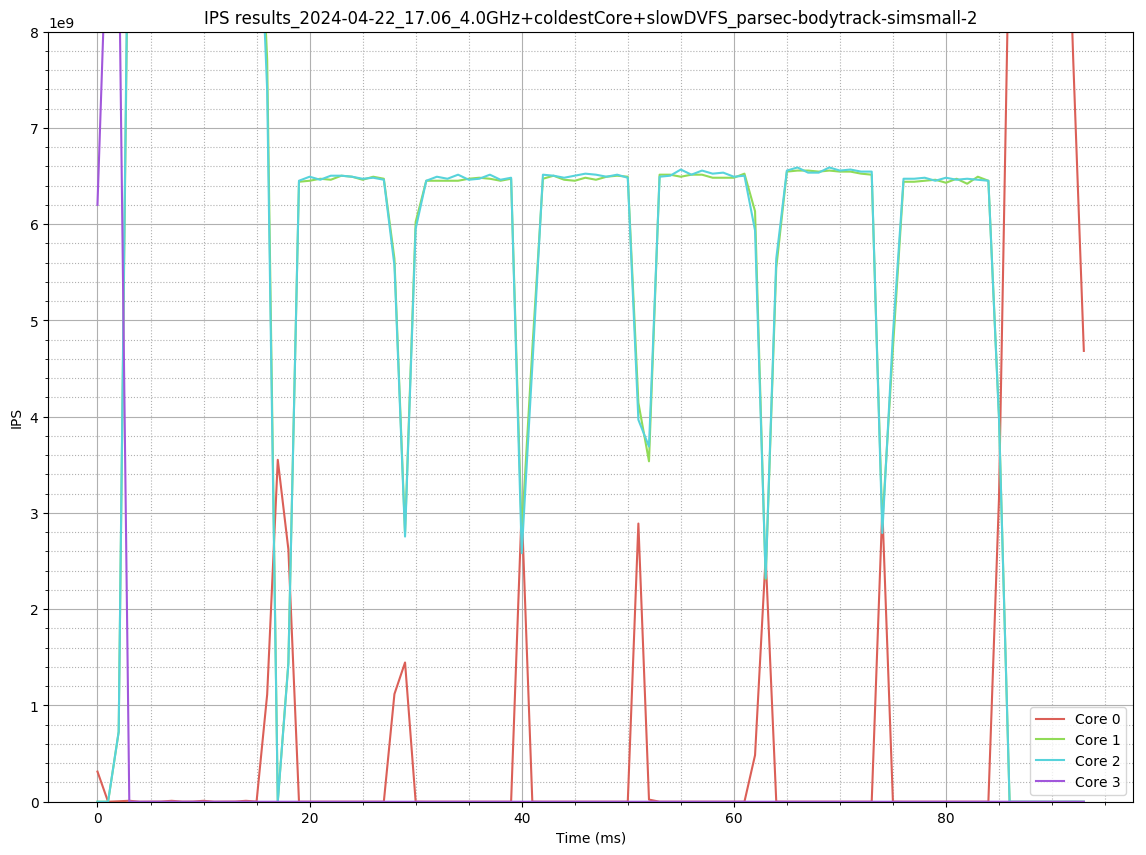 IPS results_2024-04-22_17.06_4.0GHz+coldestCore+slowDVFS_parsec-bodytrack-simsmall-2
1e9
8
7
6
5
4
3
2
1
0
IPS
0 20 40 60 80
Time (ms)
Core 0
Core 1
Core 2
Core 3